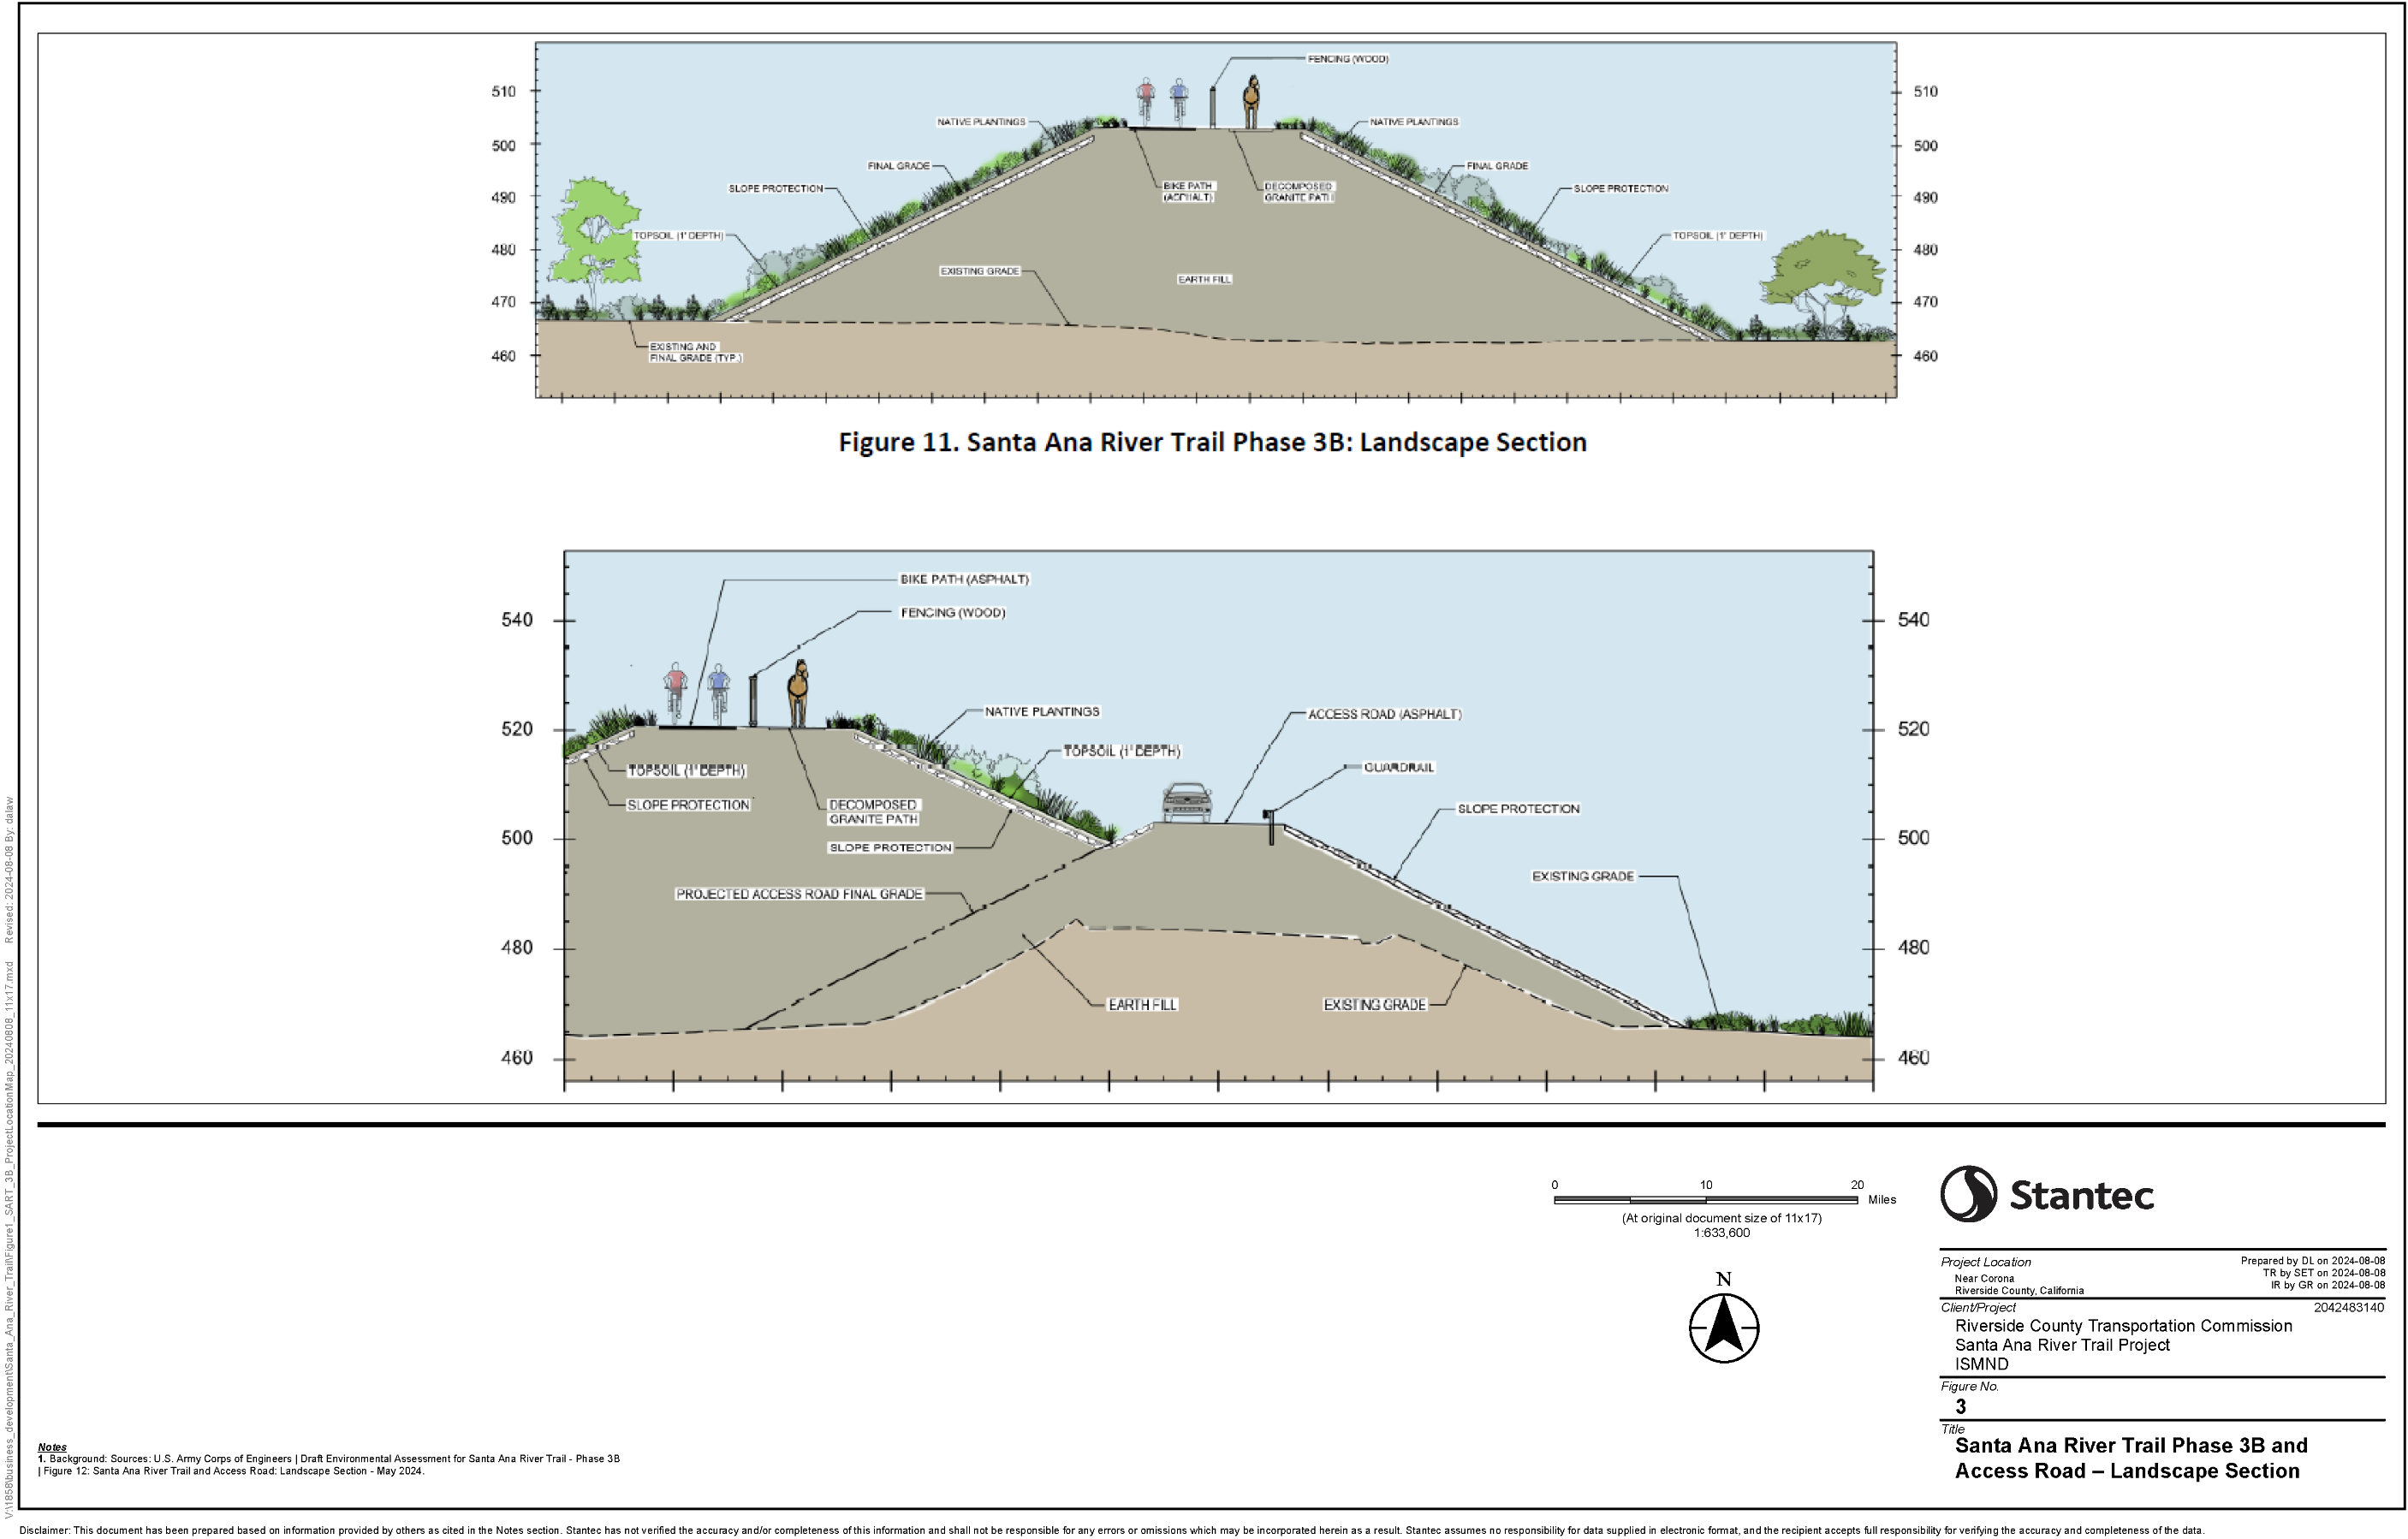 FENCING (WOOD)
510
510
NATIVE PLANTINGS
NATIVE PLANTINGS
500
500
FINAL GRADE
FINAL GRADE
SLOPE PROTECTION
BIKE PATH
(ASPHALT)
DECOMPOSED
GRANITE PATH
SLOPE PROTECTION
490
490
TOPSOIL (1' DEPTH)
TOPSOIL (1' DEPTH)
480
480
EXISTING GRADE
EARTH FILL
470
470
EXISTING AND
FINAL GRADE (TYP.)
460
460
Figure 11. Santa Ana River Trail Phase 3B: Landscape Section
BIKE PATH (ASPHALT)
FENCING (WOOD)
540
540
NATIVE PLANTINGS
ACCESS ROAD (ASPHALT)
520
520
TOPSOIL (1' DEPTH)
TOPSOIL (1' DEPTH)
GUARDRAIL
SLOPE PROTECTION
DECOMPOSED
GRANITE PATH
SLOPE PROTECTION
500
500
SLOPE PROTECTION
EXISTING GRADE
PROJECTED ACCESS ROAD FINAL GRADE
480
480
EARTH FILL
EXISTING GRADE
460
460
V:\1858\business_development\Santa_Ana_River_Trail\Figure1_SART_3B_ProjectLocationMap_20240808_11x17.mxd Revised: 2024-08-08 By: dalaw
0 10 20
Miles
(At original document size of 11x17)
1:633,600
N
Stantec
Project Location
Near Corona
Riverside County, California
Prepared by DL on 2024-08-08
TR by SET on 2024-08-08
IR by GR on 2024-08-08
Client/Project 2042483140
Riverside County Transportation Commission
Santa Ana River Trail Project
ISMND
Figure No.
3
Title
Santa Ana River Trail Phase 3B and
Access Road – Landscape Section
Notes
1. Background: Sources: U.S. Army Corps of Engineers | Draft Environmental Assessment for Santa Ana River Trail - Phase 3B
| Figure 12: Santa Ana River Trail and Access Road: Landscape Section - May 2024.
Disclaimer: This document has been prepared based on information provided by others as cited in the Notes section. Stantec has not verified the accuracy and/or completeness of this information and shall not be responsible for any errors or omissions which may be incorporated herein as a result. Stantec assumes no responsibility for data supplied in electronic format, and the recipient accepts full responsibility for verifying the accuracy and completeness of the data.